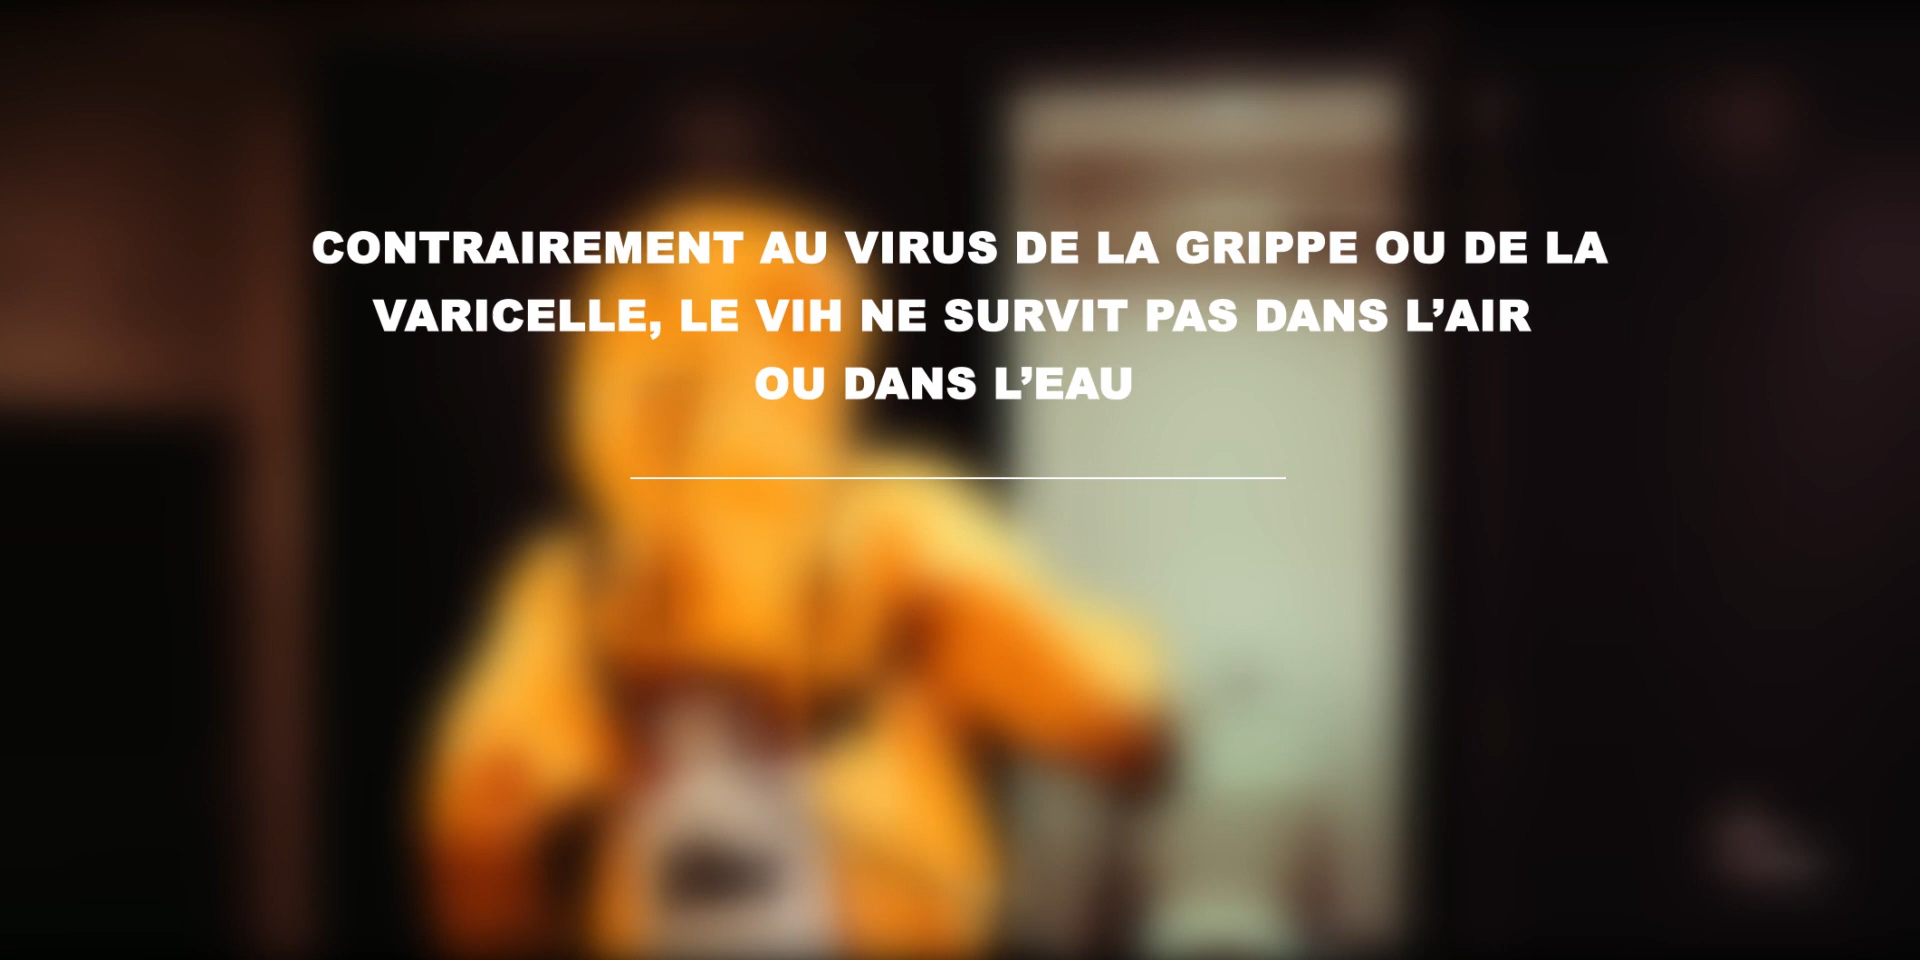 CONTRAIREMENT AU VIRUS DE LA GRIPPE OU DE LA
VARICELLE, LE VIH NE SURVIT PAS DANS L’AIR
OU DANS L’EAU